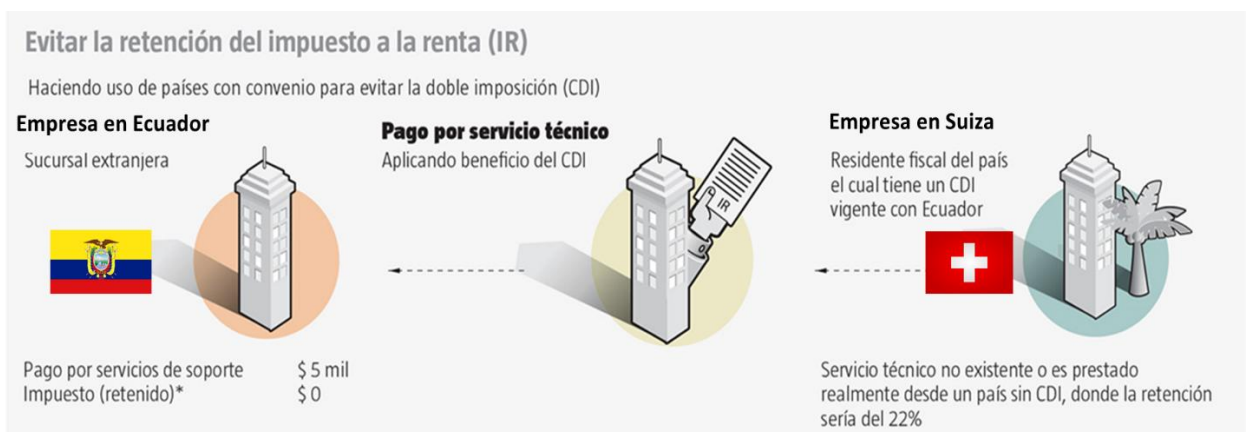 Evitar la retención del impuesto a la renta (IR)
Haciendo uso de países con convenio para evitar la doble imposición (CDI)
Empresa en Ecuador
Sucursal extranjera
Pago por servicio técnico
Aplicando beneficio del CDI
IR
Empresa en Suiza
Residente fiscal del país
el cual tiene un CDI
vigente con Ecuador
Pago por servicios de soporte $ 5 mil
Impuesto (retenido)* $ 0
Servicio técnico no existente o es prestado
realmente desde un país sin CDI, donde la retención
sería del 22%